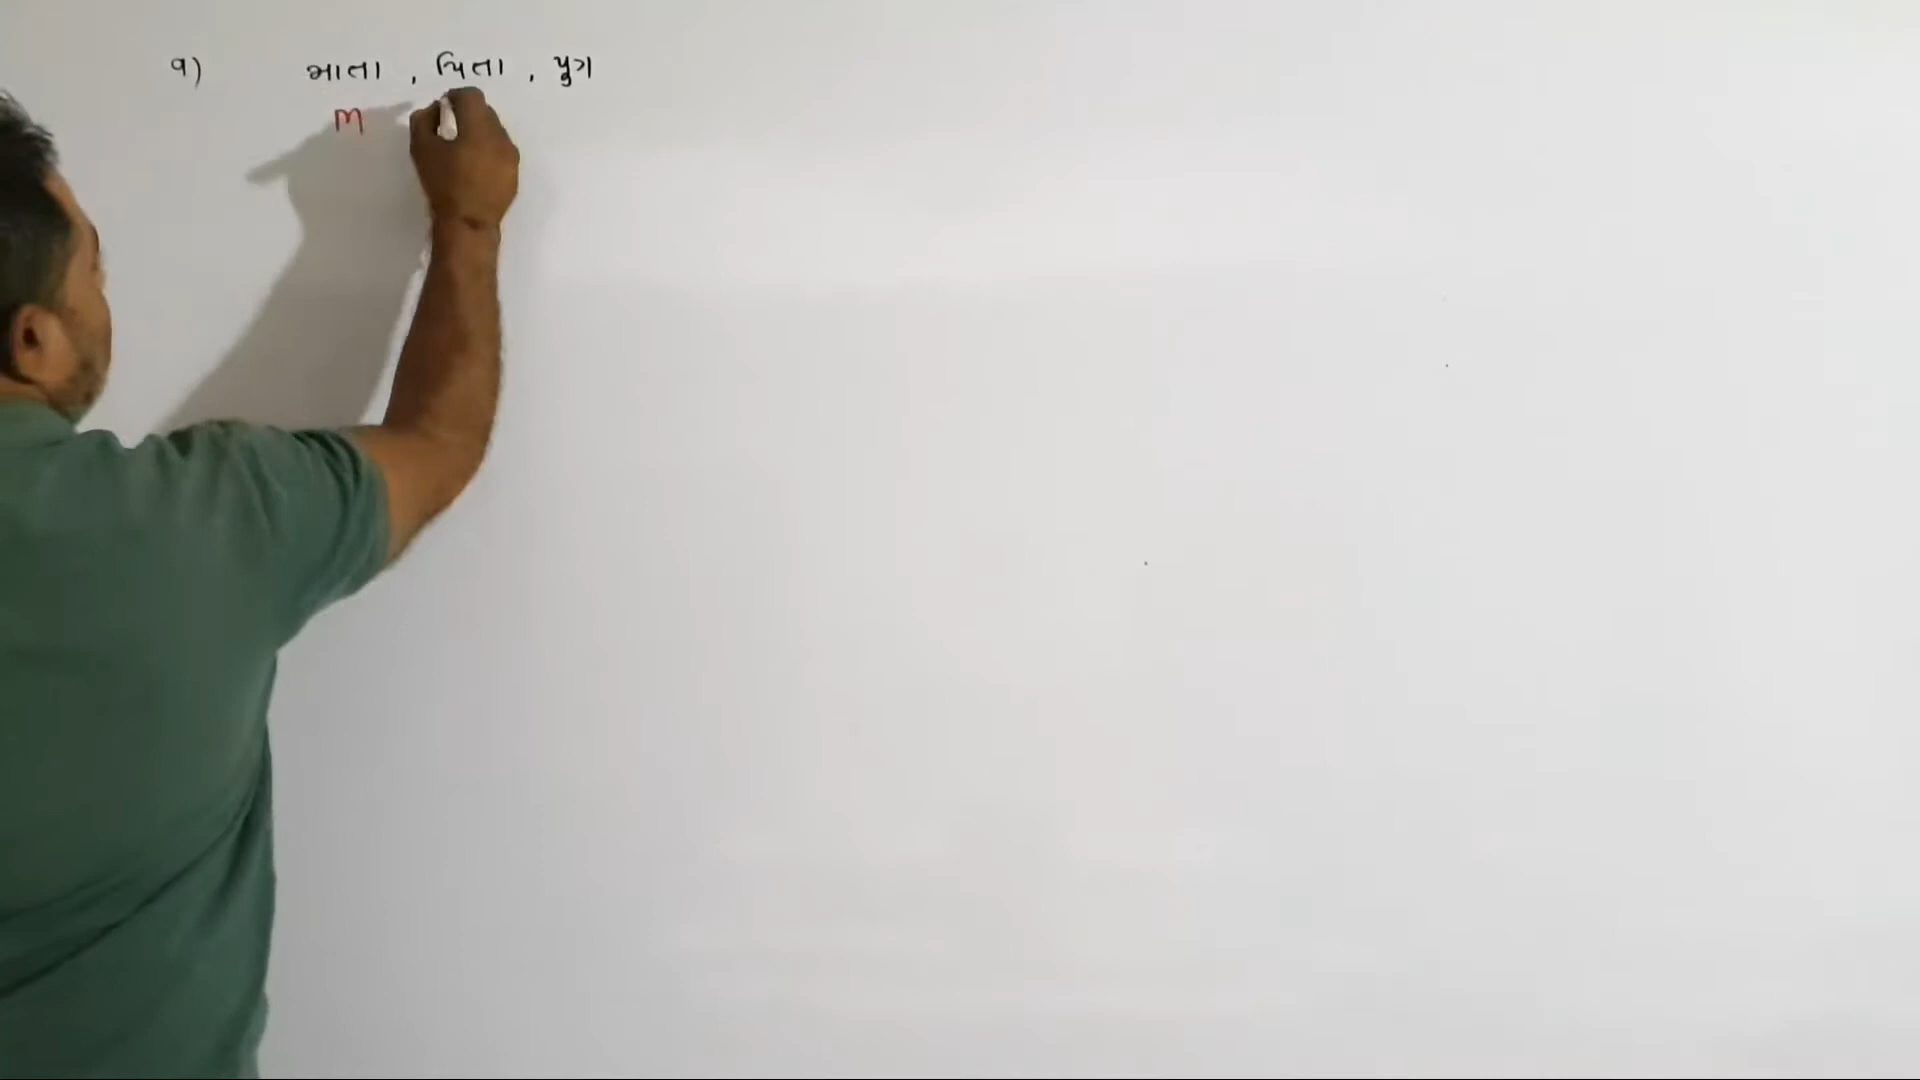 ૧) માતા , પિતા , પુત્ર
M